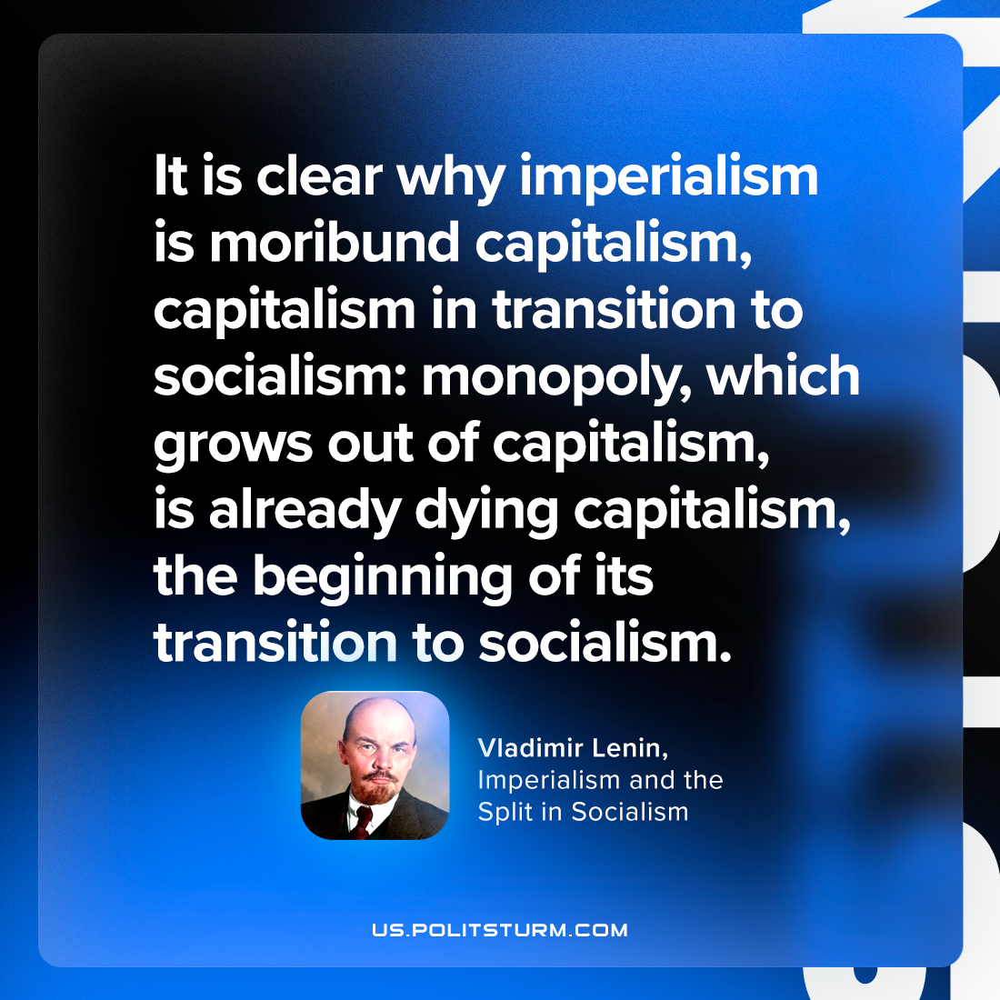 It is clear why imperialism
is moribund capitalism,
capitalism in transition to
socialism: monopoly, which
grows out of capitalism,
is already dying capitalism,
the beginning of its
transition to socialism.
Vladimir Lenin,
Imperialism and the
Split in Socialism
US.POLITSTURM.COM